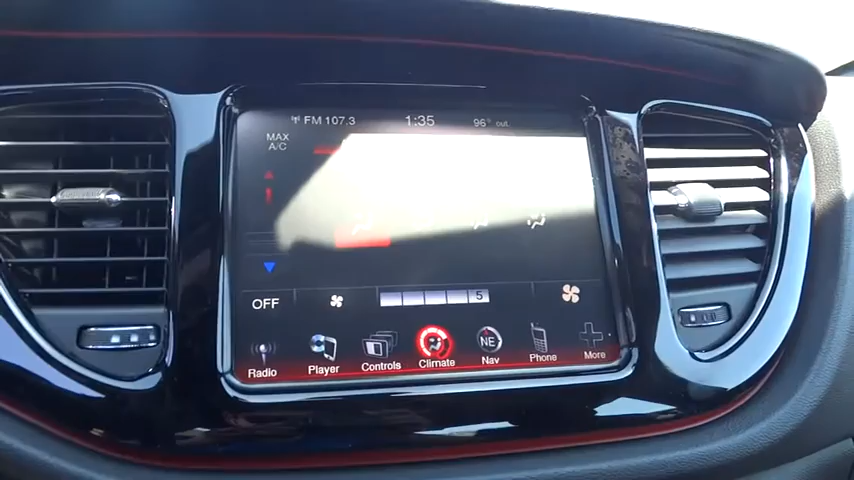 FM 107.3 1:35 96° out.
MAX
A/C
OFF 5
NE
Radio Player Controls Climate Nav Phone More